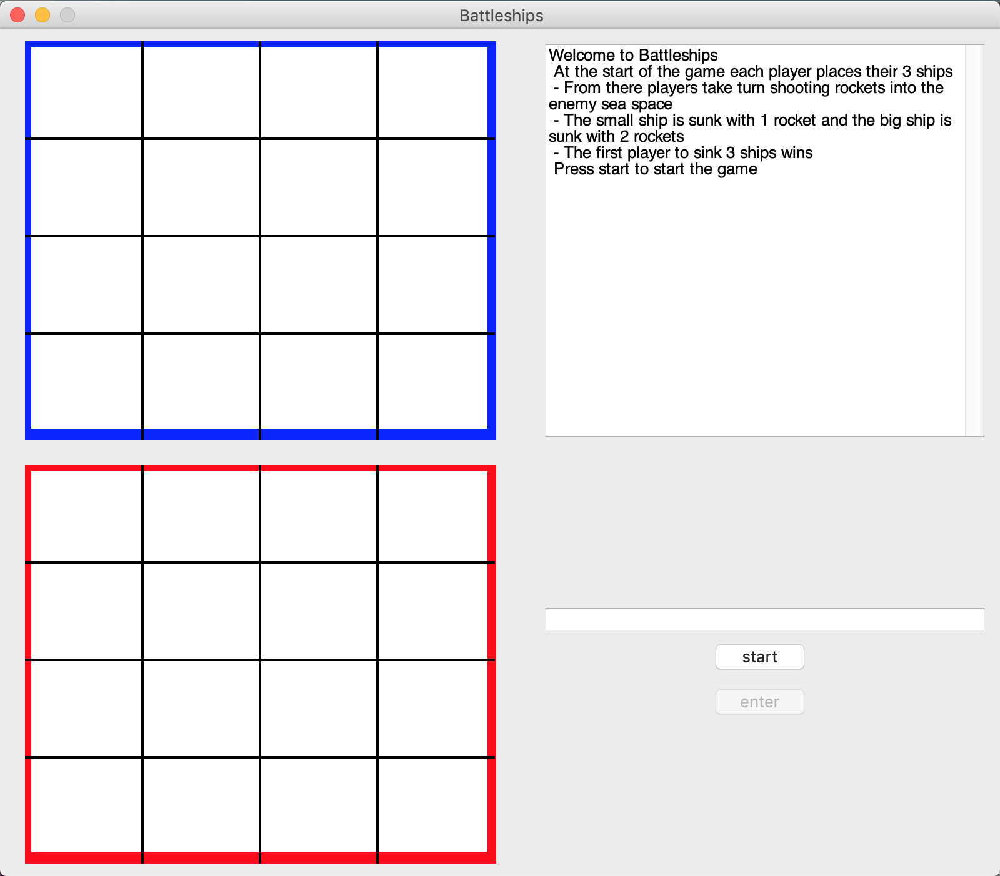 Battleships
Welcome to Battleships
At the start of the game each player places their 3 ships
- From there players take turn shooting rockets into the
enemy sea space
- The small ship is sunk with 1 rocket and the big ship is
sunk with 2 rockets
- The first player to sink 3 ships wins
Press start to start the game
start
enter